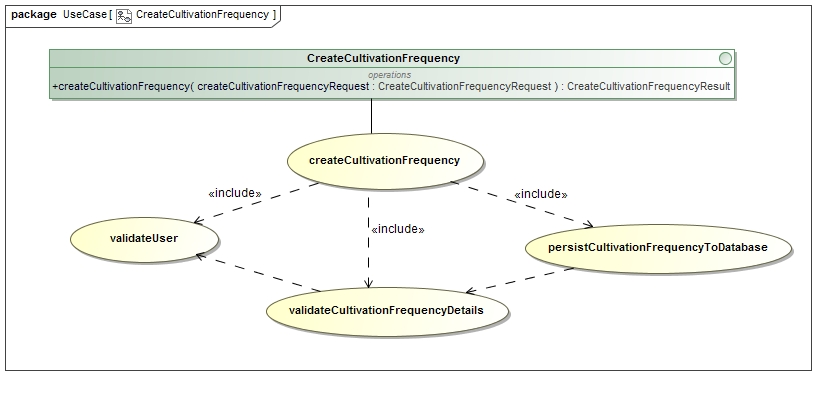 package UseCase[ CreateCultivationFrequency ]
CreateCultivationFrequency
operations
+createCultivationFrequency( createCultivationFrequencyRequest : CreateCultivationFrequencyRequest ) : CreateCultivationFrequencyResult
createCultivationFrequency
«include»
«include»
«include»
validateUser
persistCultivationFrequencyToDatabase
validateCultivationFrequencyDetails